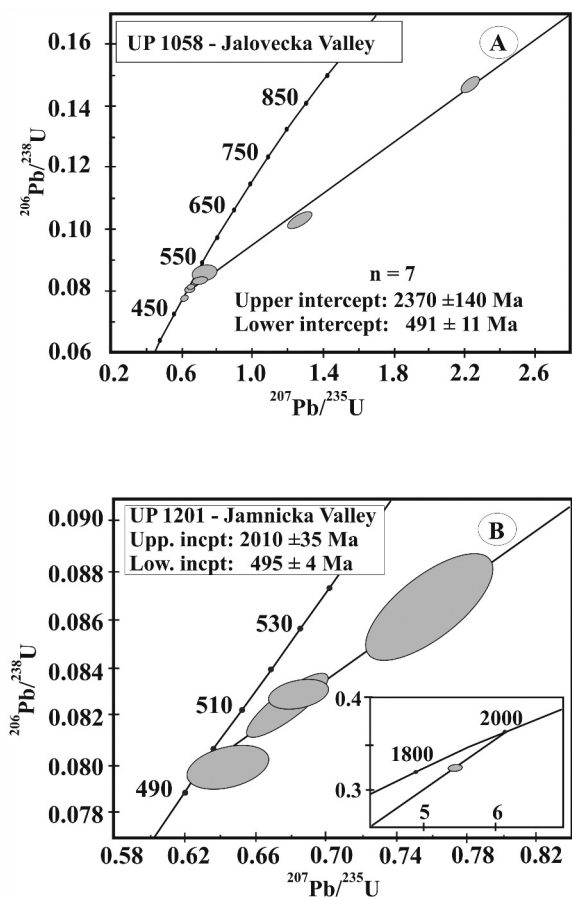 UP 1058 - Jalovecka Valley
A
0.16
0.14
0.12
0.10
0.08
0.06
206Pb/238U
850
750
650
550
450
n = 7
Upper intercept: 2370 ±140 Ma
Lower intercept: 491 ± 11 Ma
0.2 0.6 1.0 1.4 1.8 2.2 2.6
207Pb/235U
UP 1201 - Jamnicka Valley
Upp. incpt: 2010 ±35 Ma
Low. incpt: 495 ± 4 Ma
B
0.090
0.088
0.086
0.084
0.082
0.080
0.077
206Pb/238U
530
510
490
0.4
0.3
2000
1800
5 6
0.58 0.62 0.66 0.70 0.74 0.78 0.82
207Pb/235U